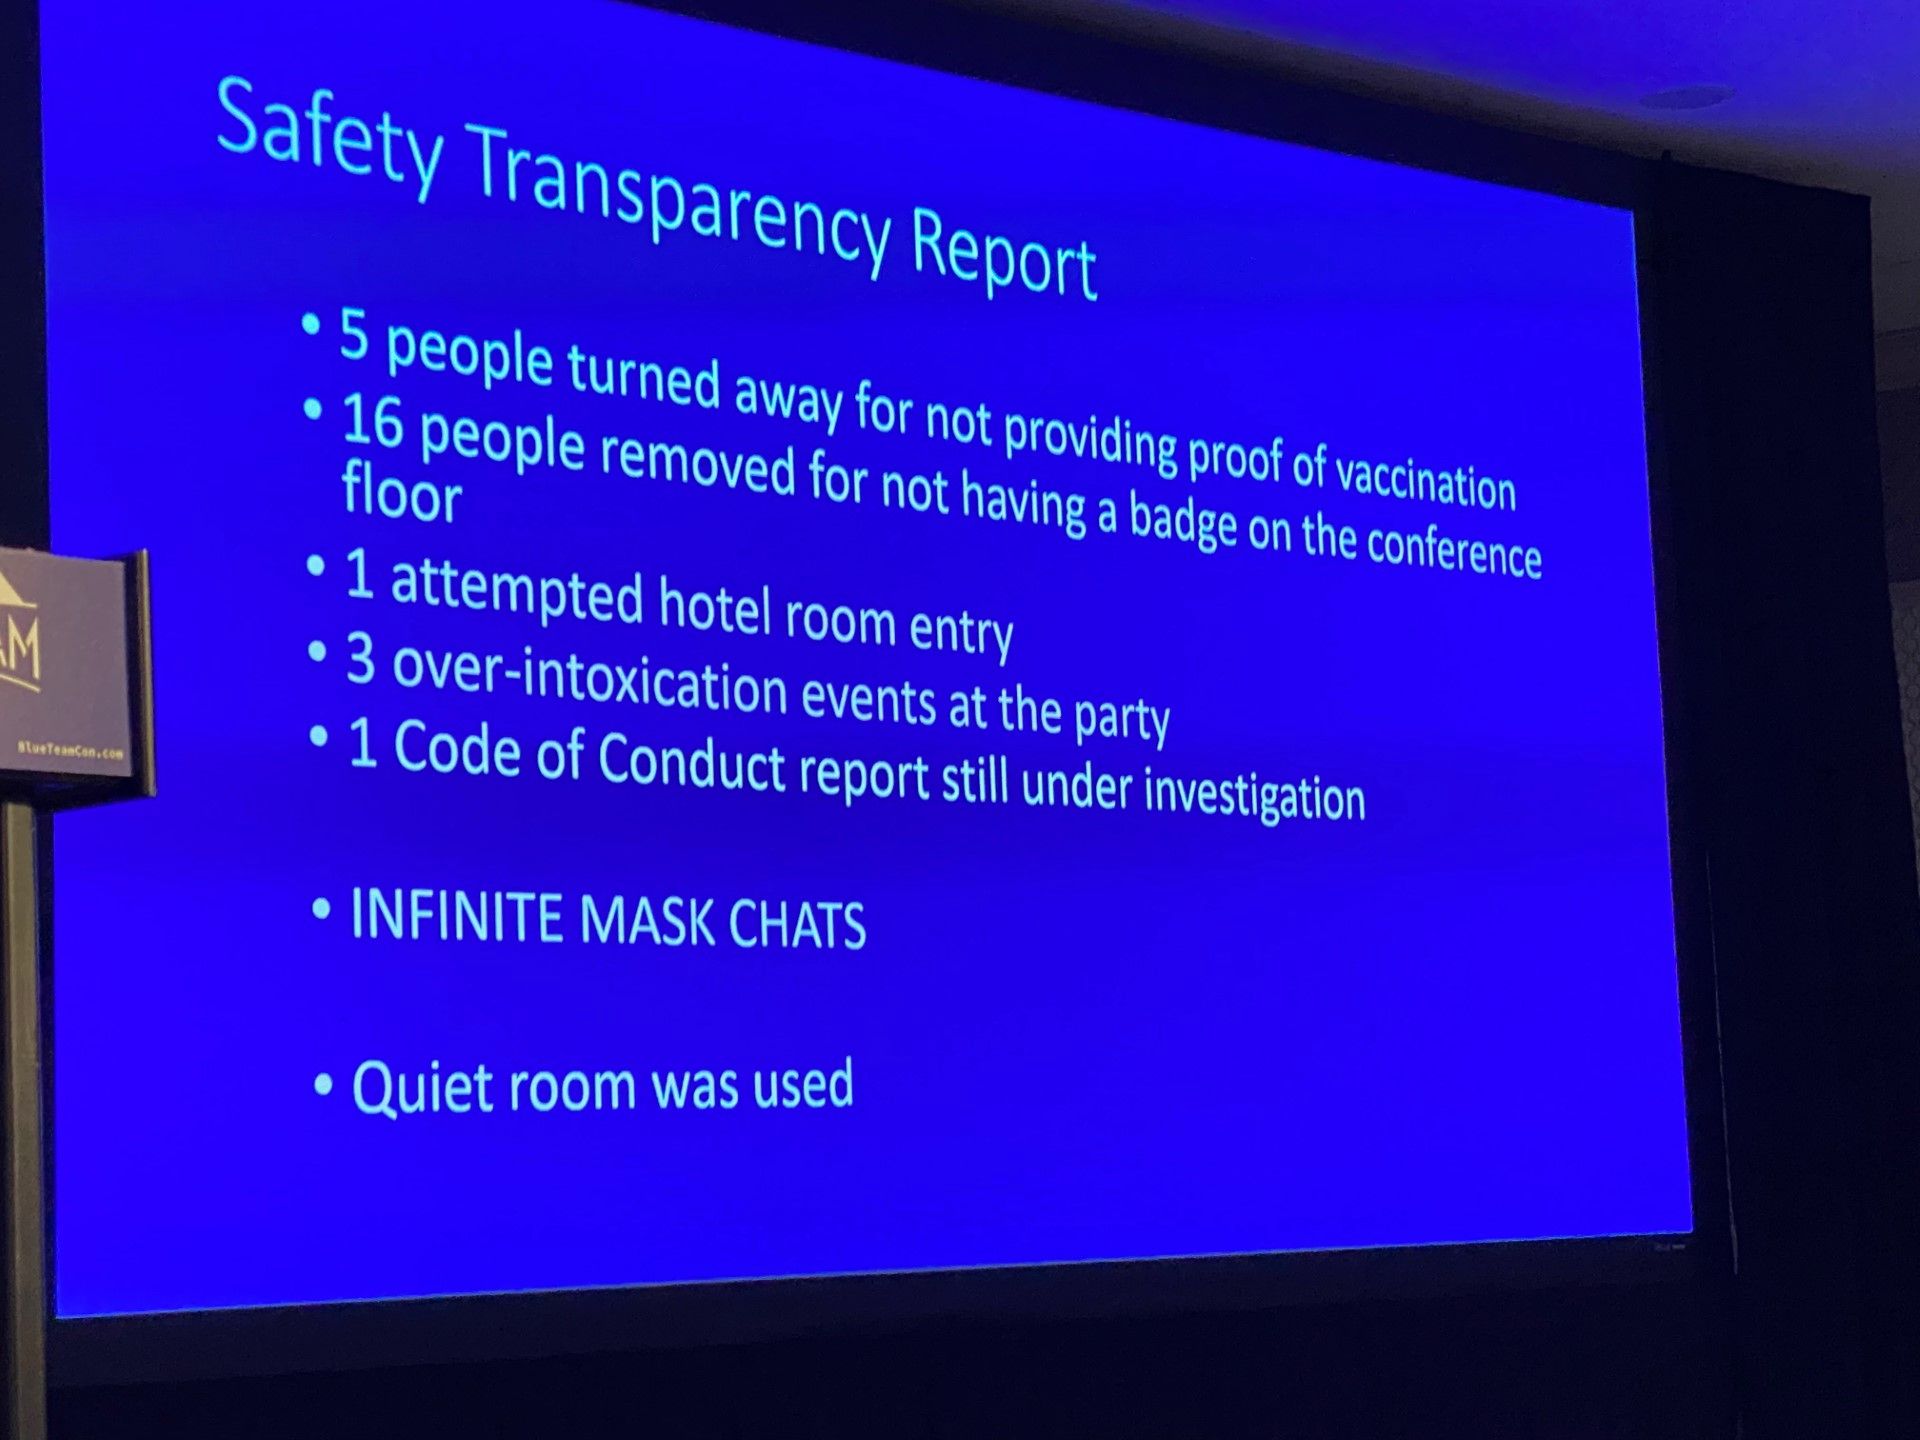 Safety Transparency Report
• 5 people turned away for not providing proof of vaccination
• 16 people removed for not having a badge on the conference
floor
• 1 attempted hotel room entry
• 3 over-intoxication events at the party
• 1 Code of Conduct report still under investigation
• INFINITE MASK CHATS
• Quiet room was used
AM
BlueTeamCon.com